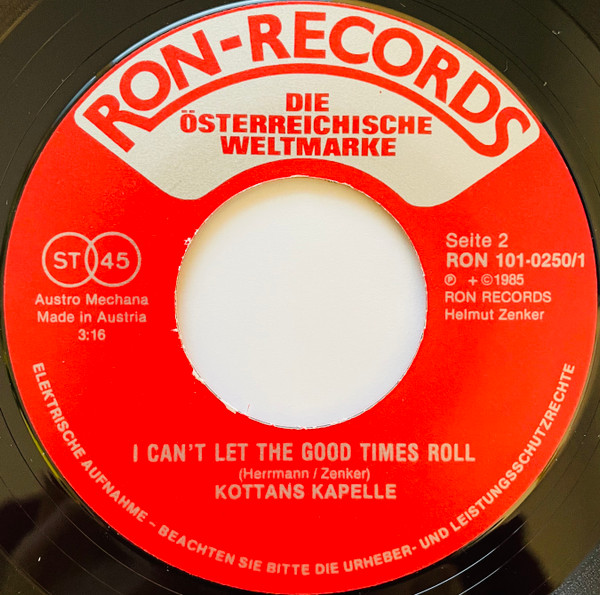 RON-RECORDS
DIE
ÖSTERREICHISCHE
WELTMARKE
ST 45
Austro Mechana
Made in Austria
3:16
Seite 2
RON 101-0250/1
℗ + © 1985
RON RECORDS
Helmut Zenker
I CAN'T LET THE GOOD TIMES ROLL
(Herrmann / Zenker)
KOTTANS KAPELLE
ELEKTRISCHE AUFNAHME – BEACHTEN SIE BITTE DIE URHEBER- UND LEISTUNGSSCHUTZRECHTE